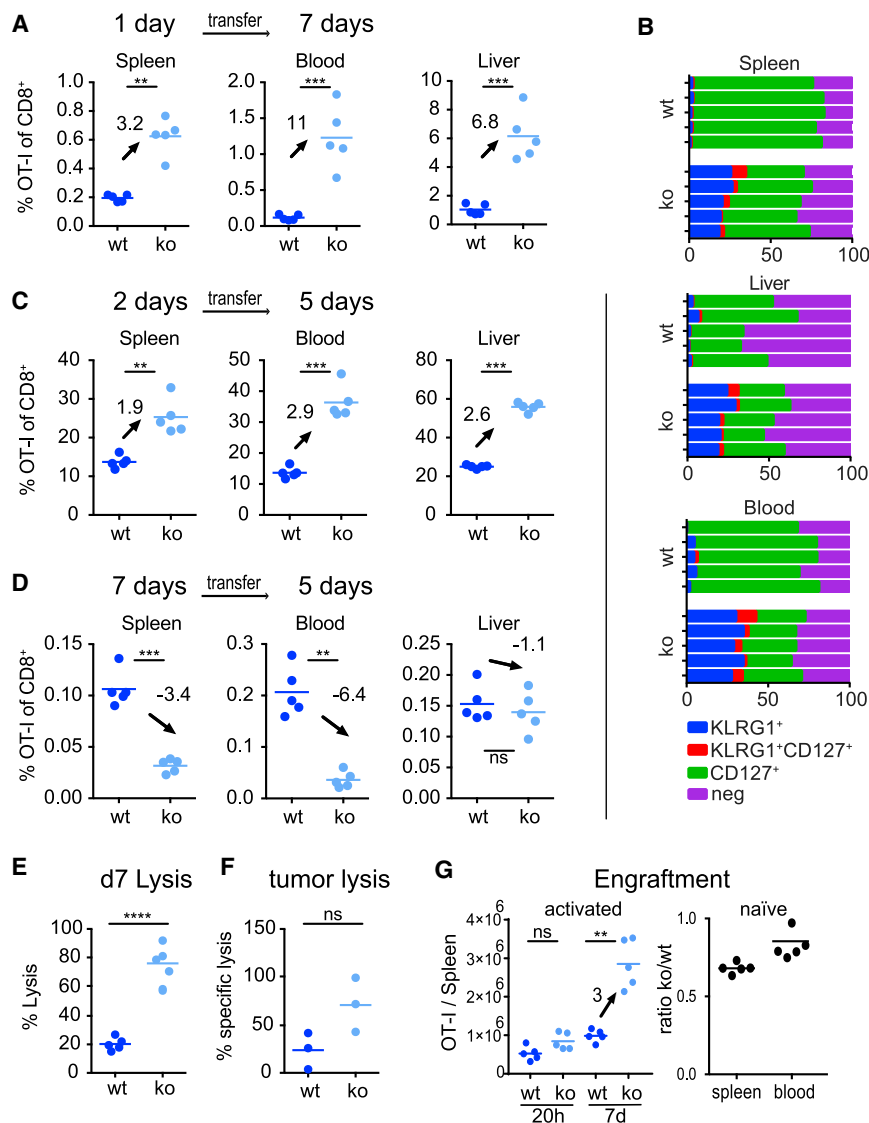 A
1 day transfer 7 days
Spleen
Blood
Liver
% OT-I of CD8+
1.0
0.8
0.6
0.4
0.2
0.0
**
3.2
wt ko
2.0
1.5
1.0
0.5
0.0
***
11
wt ko
10
8
6
4
2
0
***
6.8
wt ko
B
Spleen
wt
ko
0 50 100
Liver
wt
ko
0 50 100
Blood
wt
ko
0 50 100
KLRG1+
KLRG1+CD127+
CD127+
neg
C
2 days transfer 5 days
Spleen
Blood
Liver
% OT-I of CD8+
40
30
20
10
0
**
1.9
wt ko
50
40
30
20
10
0
***
2.9
wt ko
80
60
40
20
0
***
2.6
wt ko
D
7 days transfer 5 days
Spleen
Blood
Liver
% OT-I of CD8+
0.15
0.10
0.05
0.00
***
-3.4
wt ko
0.3
0.2
0.1
0.0
**
-6.4
wt ko
0.25
0.20
0.15
0.10
0.05
0.00
-1.1
ns
wt ko
E
d7 Lysis
% Lysis
100
80
60
40
20
0
****
wt ko
F
tumor lysis
% specific lysis
150
100
50
0
ns
wt ko
G
Engraftment
activated
OT-I / Spleen
4×10⁶
3×10⁶
2×10⁶
1×10⁶
0
ns
**
3
wt ko wt ko
20h 7d
naïve
ratio ko/wt
1.0
0.5
0.0
spleen blood